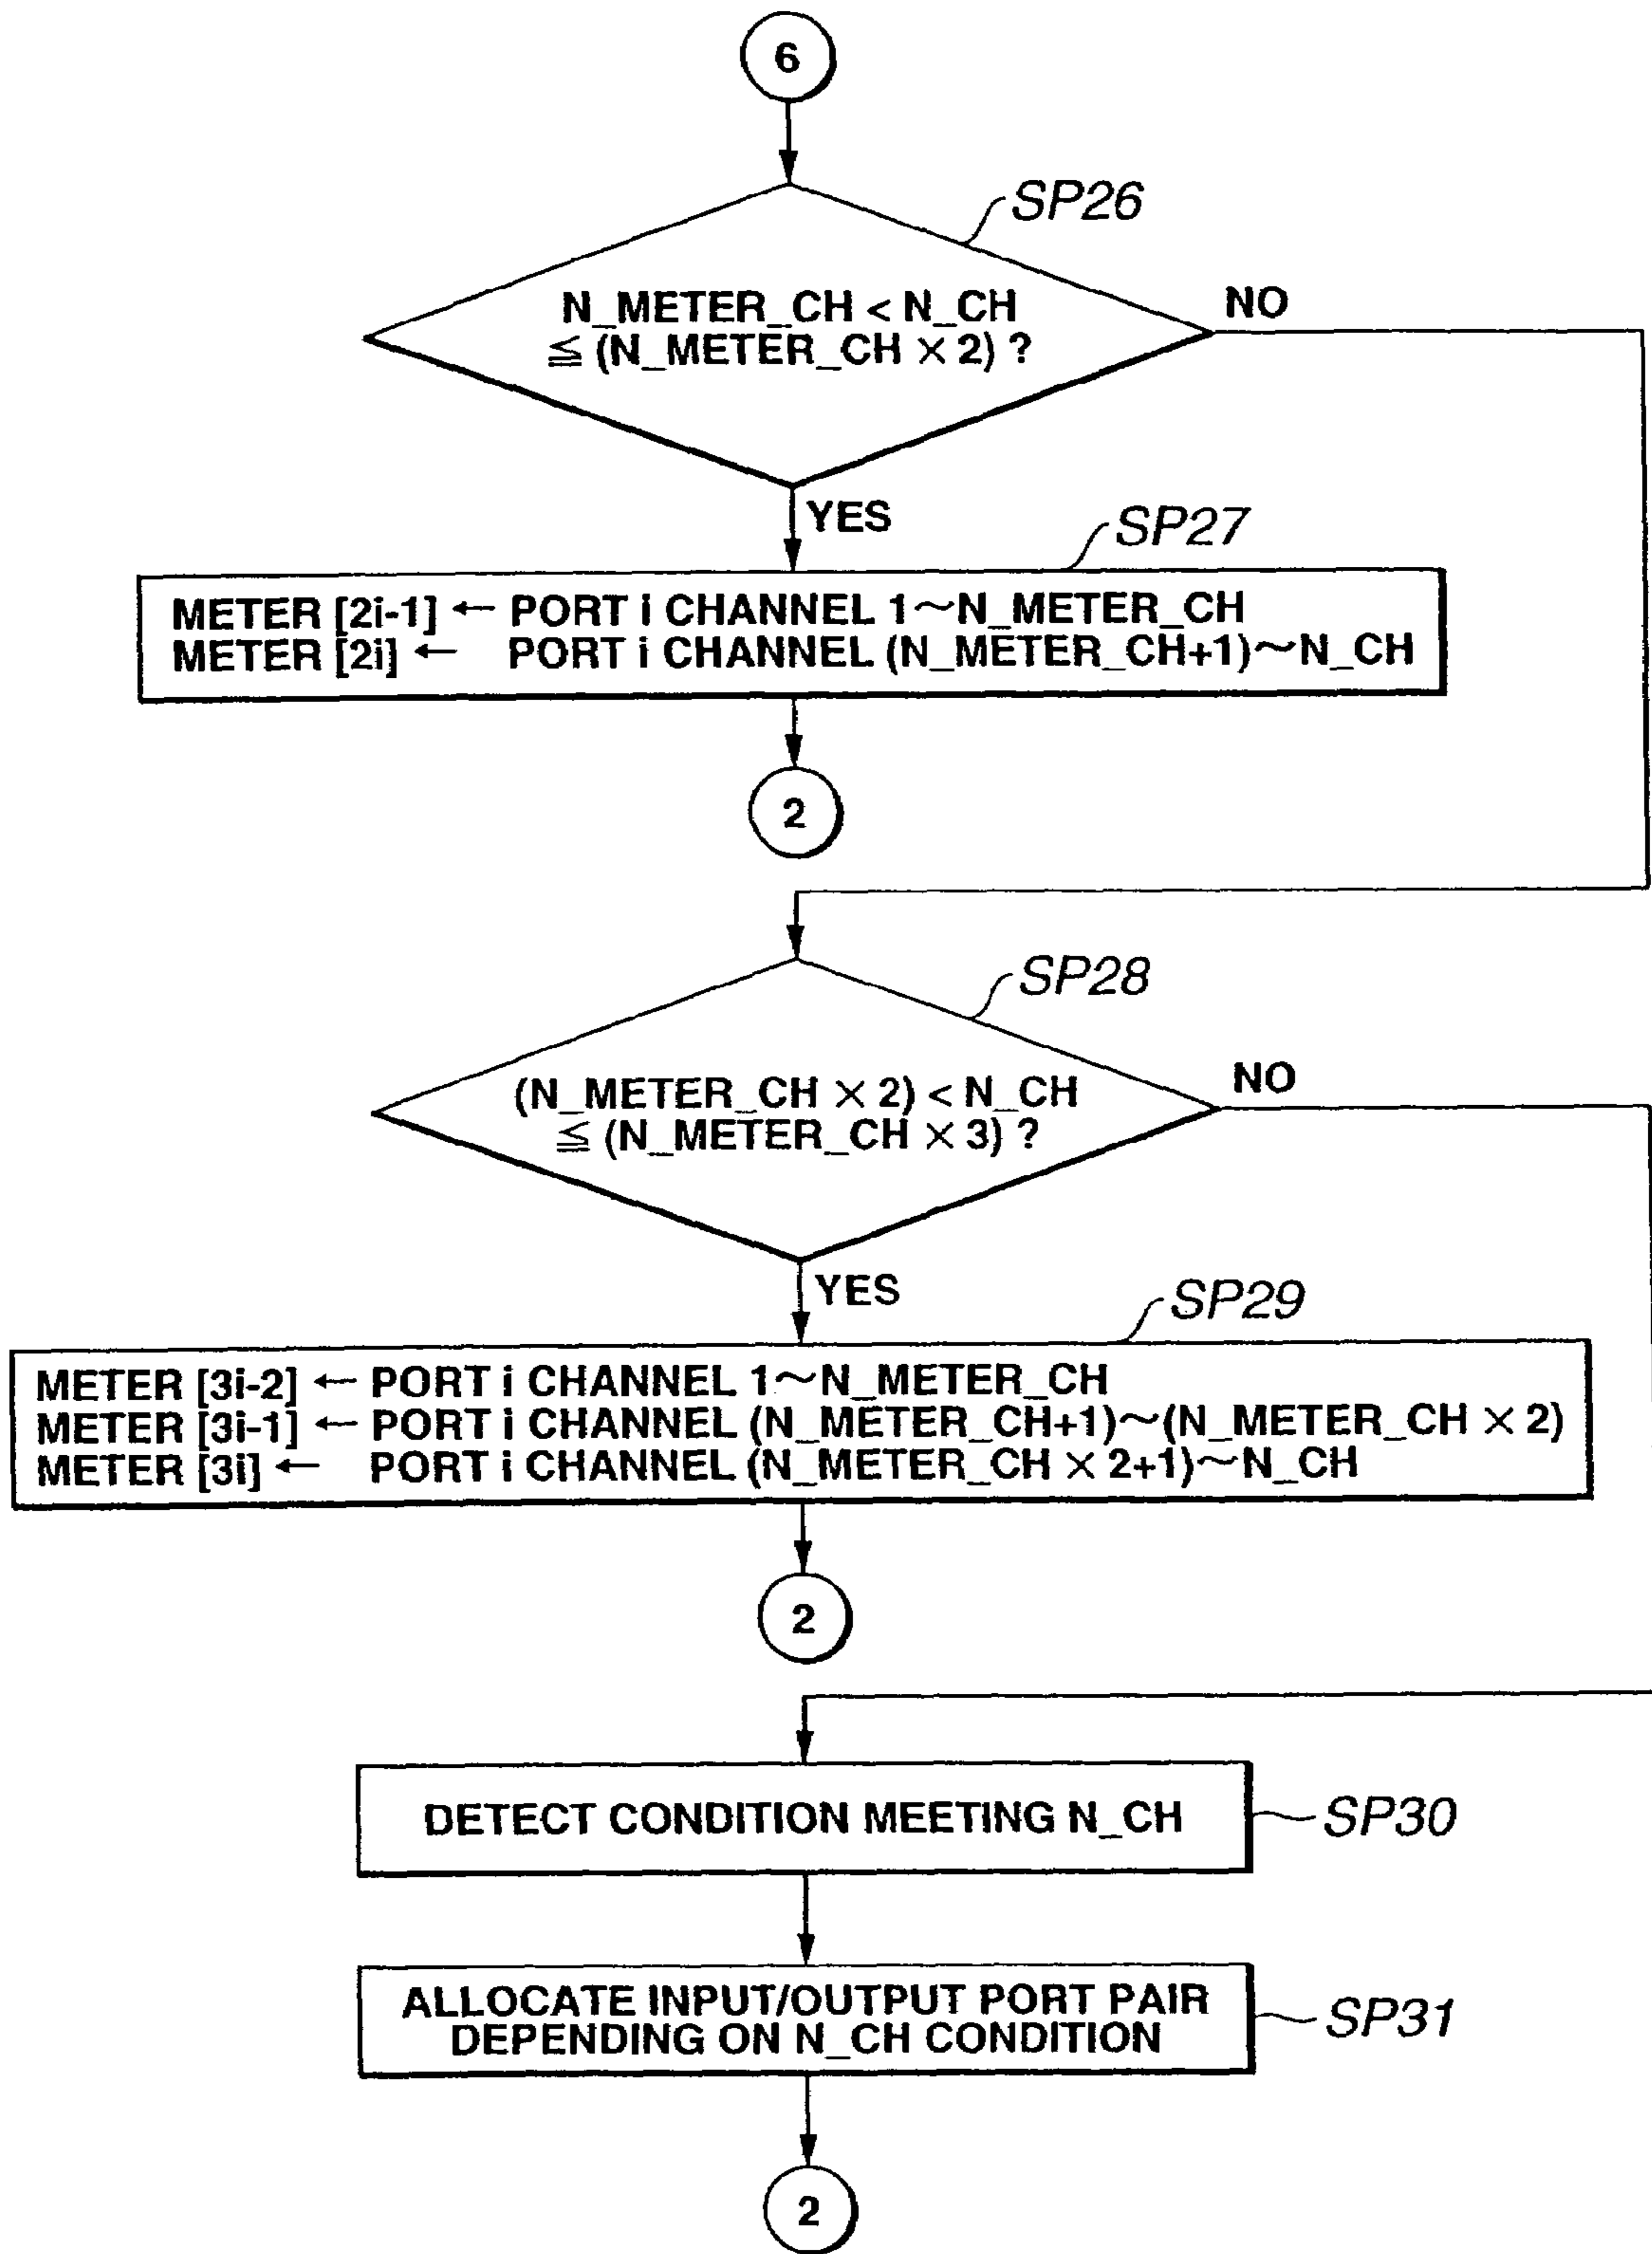 6
SP26
N_METER_CH < N_CH
≦ (N_METER_CH × 2) ?
NO
YES
SP27
METER [2i-1] ← PORT i CHANNEL 1~N_METER_CH
METER [2i] ← PORT i CHANNEL (N_METER_CH+1)~N_CH
2
SP28
(N_METER_CH × 2) < N_CH
≦ (N_METER_CH × 3) ?
NO
YES
SP29
METER [3i-2] ← PORT i CHANNEL 1~N_METER_CH
METER [3i-1] ← PORT i CHANNEL (N_METER_CH+1)~(N_METER_CH × 2)
METER [3i] ← PORT i CHANNEL (N_METER_CH × 2+1)~N_CH
2
DETECT CONDITION MEETING N_CH
SP30
ALLOCATE INPUT/OUTPUT PORT PAIR
DEPENDING ON N_CH CONDITION
SP31
2